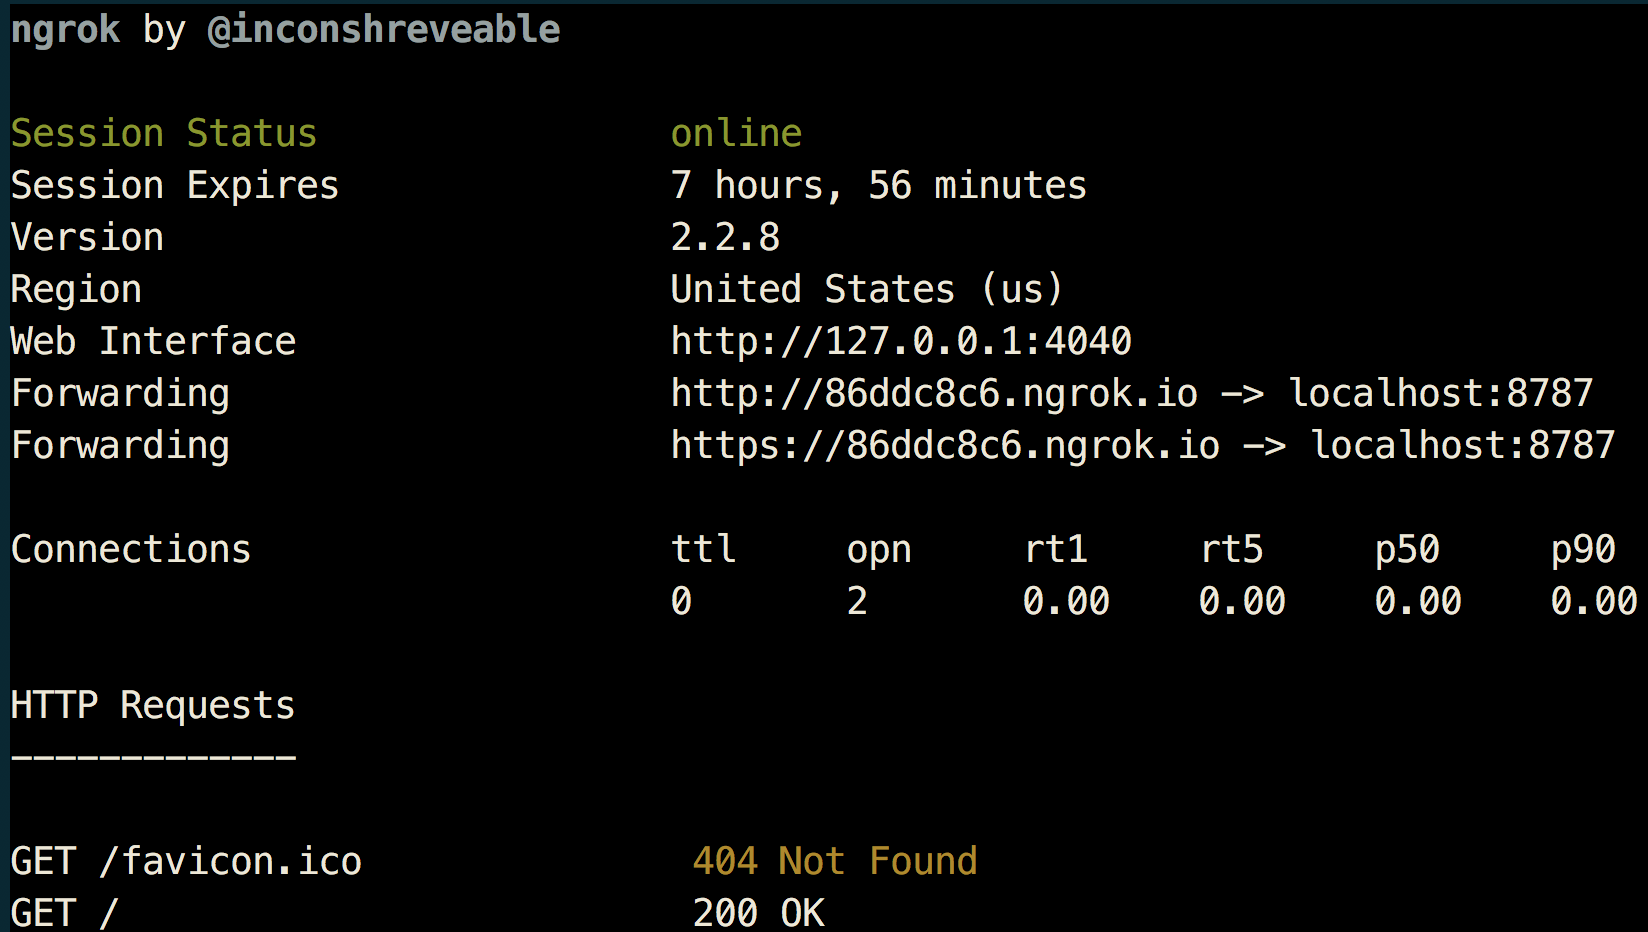 ngrok by @inconshreveable
Session Status online
Session Expires 7 hours, 56 minutes
Version 2.2.8
Region United States (us)
Web Interface http://127.0.0.1:4040
Forwarding http://86ddc8c6.ngrok.io -> localhost:8787
Forwarding https://86ddc8c6.ngrok.io -> localhost:8787
Connections ttl opn rt1 rt5 p50 p90
0 2 0.00 0.00 0.00 0.00
HTTP Requests
-------------
GET /favicon.ico 404 Not Found
GET / 200 OK